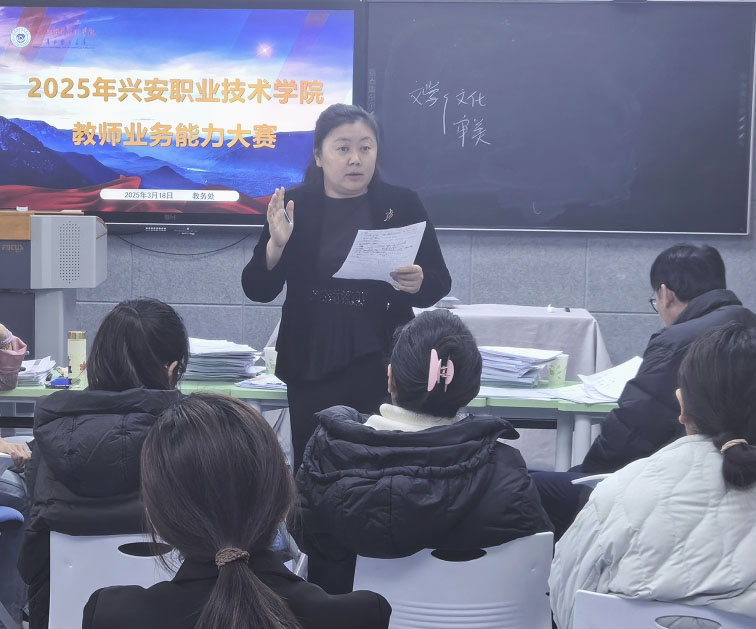 2025年兴安职业技术学院
教师业务能力大赛
2025年3月18日 教务处
文学 文化
审美